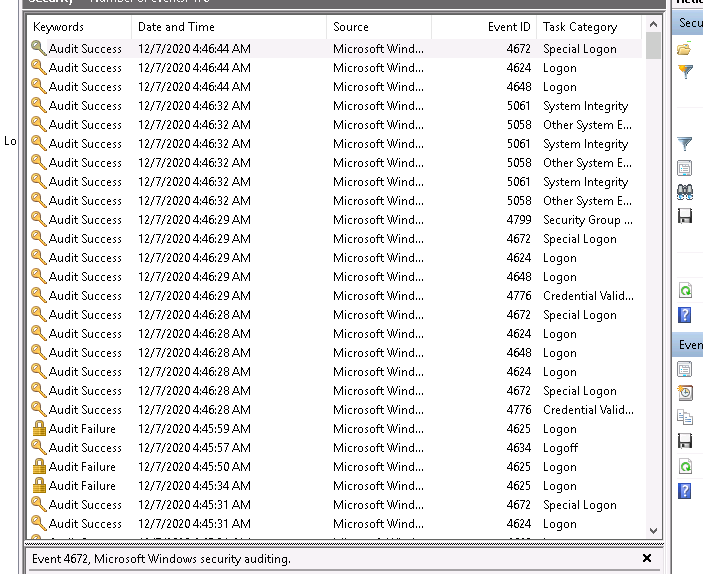 Keywords Date and Time Source Event ID Task Category
Audit Success 12/7/2020 4:46:44 AM Microsoft Wind... 4672 Special Logon
Audit Success 12/7/2020 4:46:44 AM Microsoft Wind... 4624 Logon
Audit Success 12/7/2020 4:46:44 AM Microsoft Wind... 4648 Logon
Audit Success 12/7/2020 4:46:32 AM Microsoft Wind... 5061 System Integrity
Audit Success 12/7/2020 4:46:32 AM Microsoft Wind... 5058 Other System E...
Audit Success 12/7/2020 4:46:32 AM Microsoft Wind... 5061 System Integrity
Audit Success 12/7/2020 4:46:32 AM Microsoft Wind... 5058 Other System E...
Audit Success 12/7/2020 4:46:32 AM Microsoft Wind... 5061 System Integrity
Audit Success 12/7/2020 4:46:32 AM Microsoft Wind... 5058 Other System E...
Audit Success 12/7/2020 4:46:29 AM Microsoft Wind... 4799 Security Group ...
Audit Success 12/7/2020 4:46:29 AM Microsoft Wind... 4672 Special Logon
Audit Success 12/7/2020 4:46:29 AM Microsoft Wind... 4624 Logon
Audit Success 12/7/2020 4:46:29 AM Microsoft Wind... 4648 Logon
Audit Success 12/7/2020 4:46:29 AM Microsoft Wind... 4776 Credential Valid...
Audit Success 12/7/2020 4:46:28 AM Microsoft Wind... 4672 Special Logon
Audit Success 12/7/2020 4:46:28 AM Microsoft Wind... 4624 Logon
Audit Success 12/7/2020 4:46:28 AM Microsoft Wind... 4648 Logon
Audit Success 12/7/2020 4:46:28 AM Microsoft Wind... 4624 Logon
Audit Success 12/7/2020 4:46:28 AM Microsoft Wind... 4672 Special Logon
Audit Success 12/7/2020 4:46:28 AM Microsoft Wind... 4776 Credential Valid...
Audit Failure 12/7/2020 4:45:59 AM Microsoft Wind... 4625 Logon
Audit Success 12/7/2020 4:45:57 AM Microsoft Wind... 4634 Logoff
Audit Failure 12/7/2020 4:45:50 AM Microsoft Wind... 4625 Logon
Audit Failure 12/7/2020 4:45:34 AM Microsoft Wind... 4625 Logon
Audit Success 12/7/2020 4:45:31 AM Microsoft Wind... 4672 Special Logon
Audit Success 12/7/2020 4:45:31 AM Microsoft Wind... 4624 Logon
Event 4672, Microsoft Windows security auditing.
Lo
Secu
Even